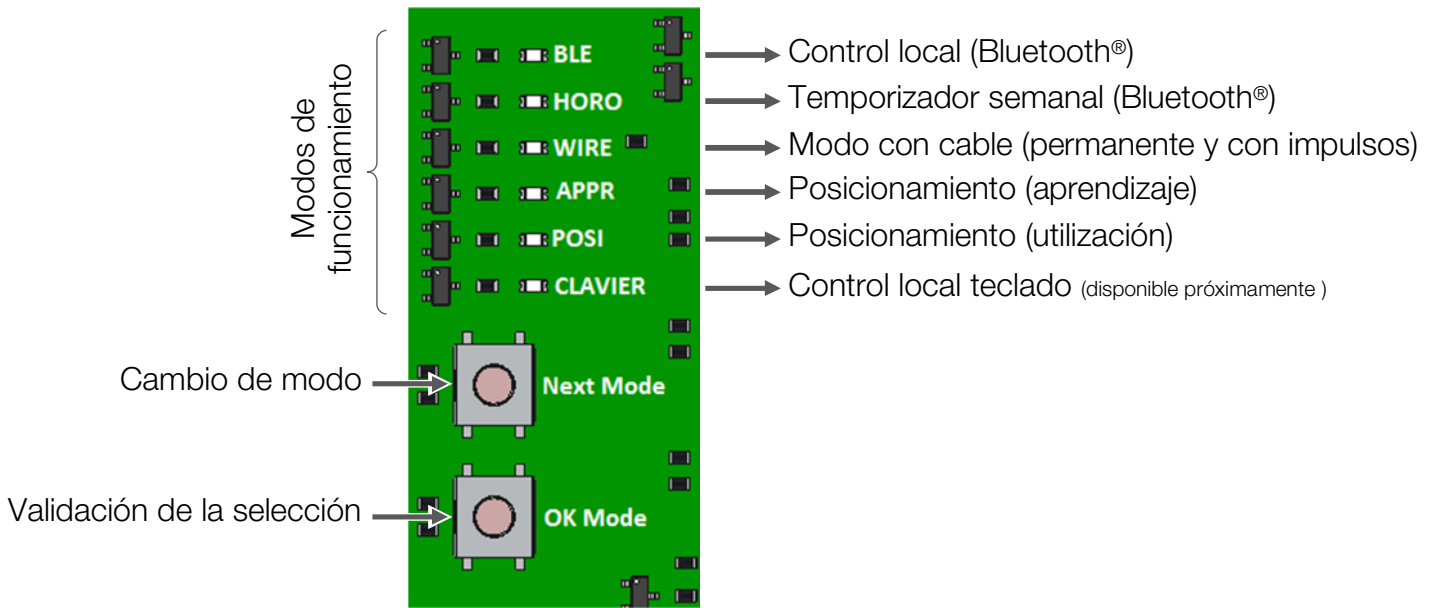 Modos de
funcionamiento
BLE
Control local (Bluetooth®)
HORO
Temporizador semanal (Bluetooth®)
WIRE
Modo con cable (permanente y con impulsos)
APPR
Posicionamiento (aprendizaje)
POSI
Posicionamiento (utilización)
CLAVIER
Control local teclado (disponible próximamente )
Cambio de modo
Next Mode
Validación de la selección
OK Mode